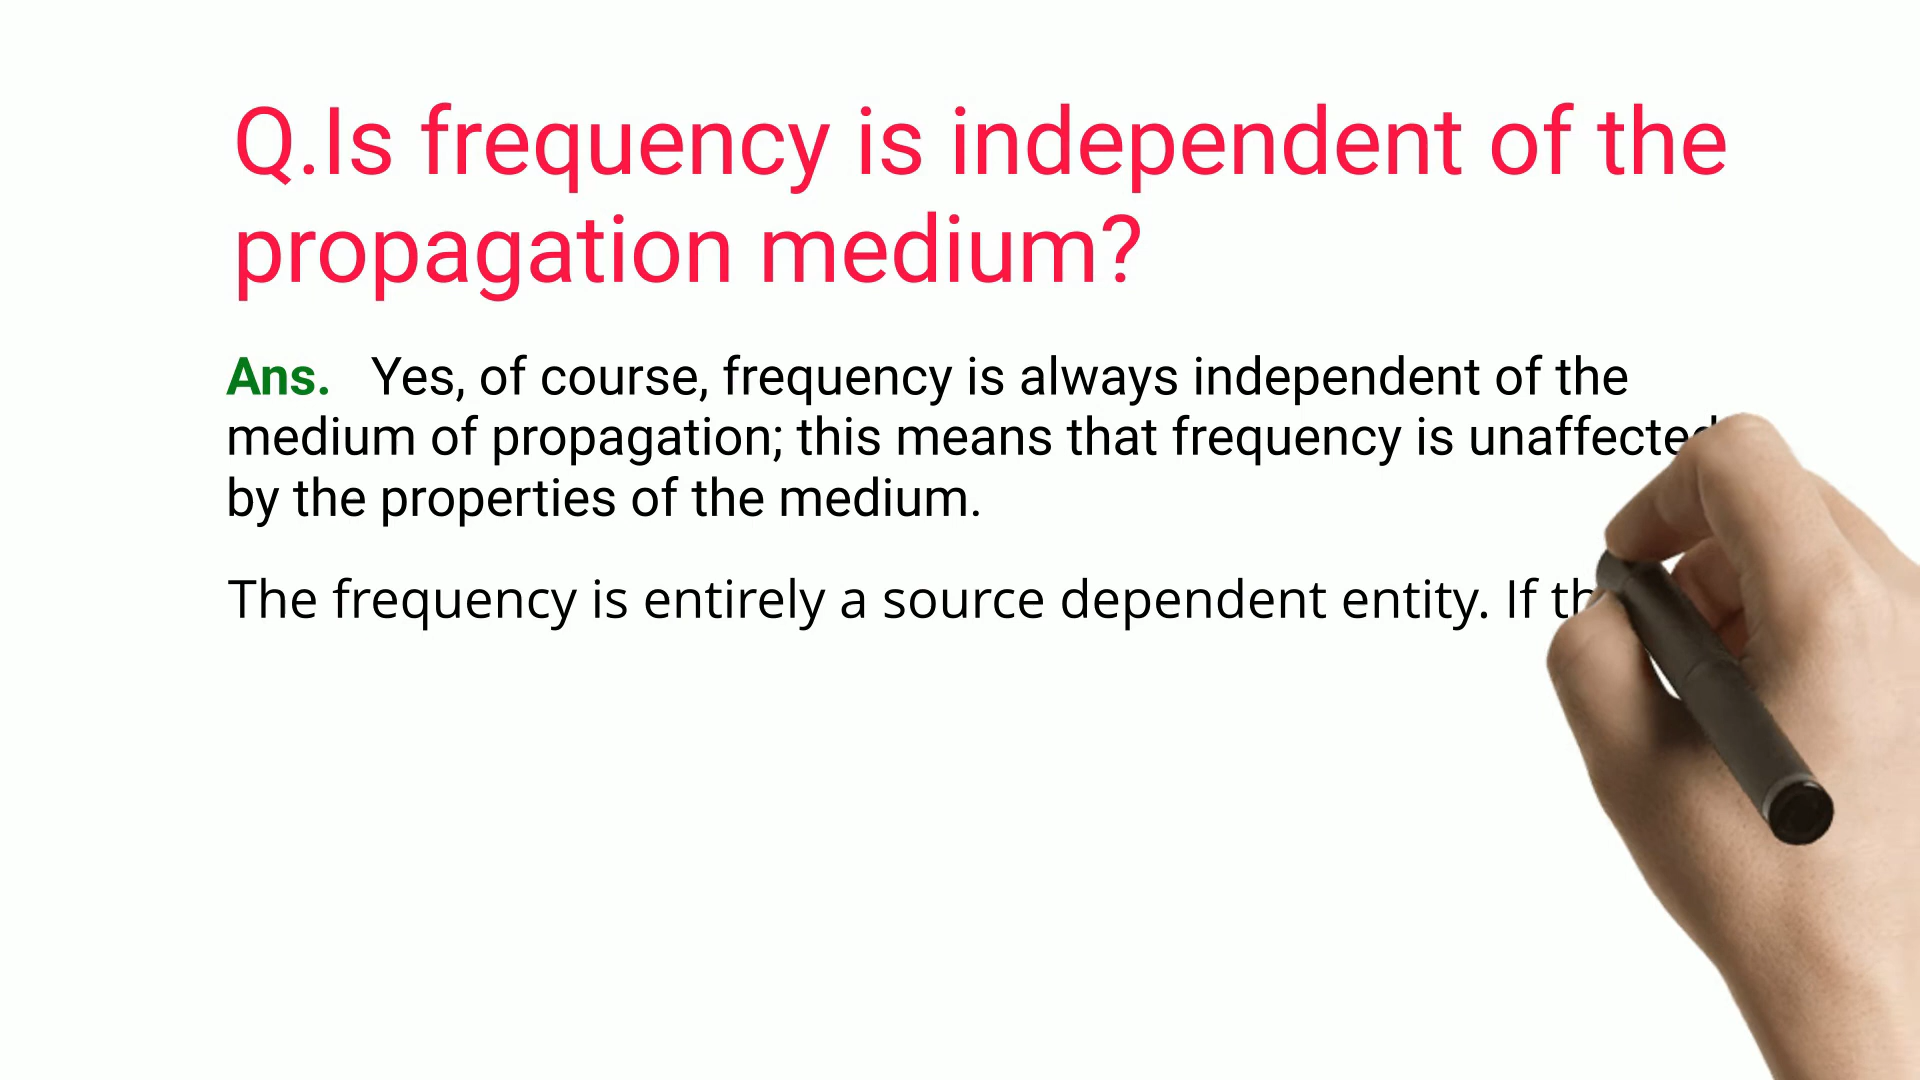 Q.Is frequency is independent of the
propagation medium?
Ans. Yes, of course, frequency is always independent of the
medium of propagation; this means that frequency is unaffected
by the properties of the medium.
The frequency is entirely a source dependent entity. If